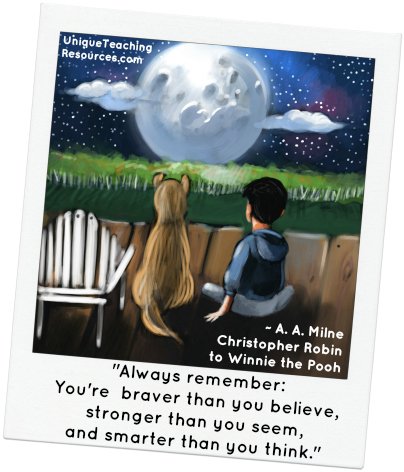 UniqueTeaching
Resources.com
~ A. A. Milne
Christopher Robin
to Winnie the Pooh
"Always remember:
You're braver than you believe,
stronger than you seem,
and smarter than you think."